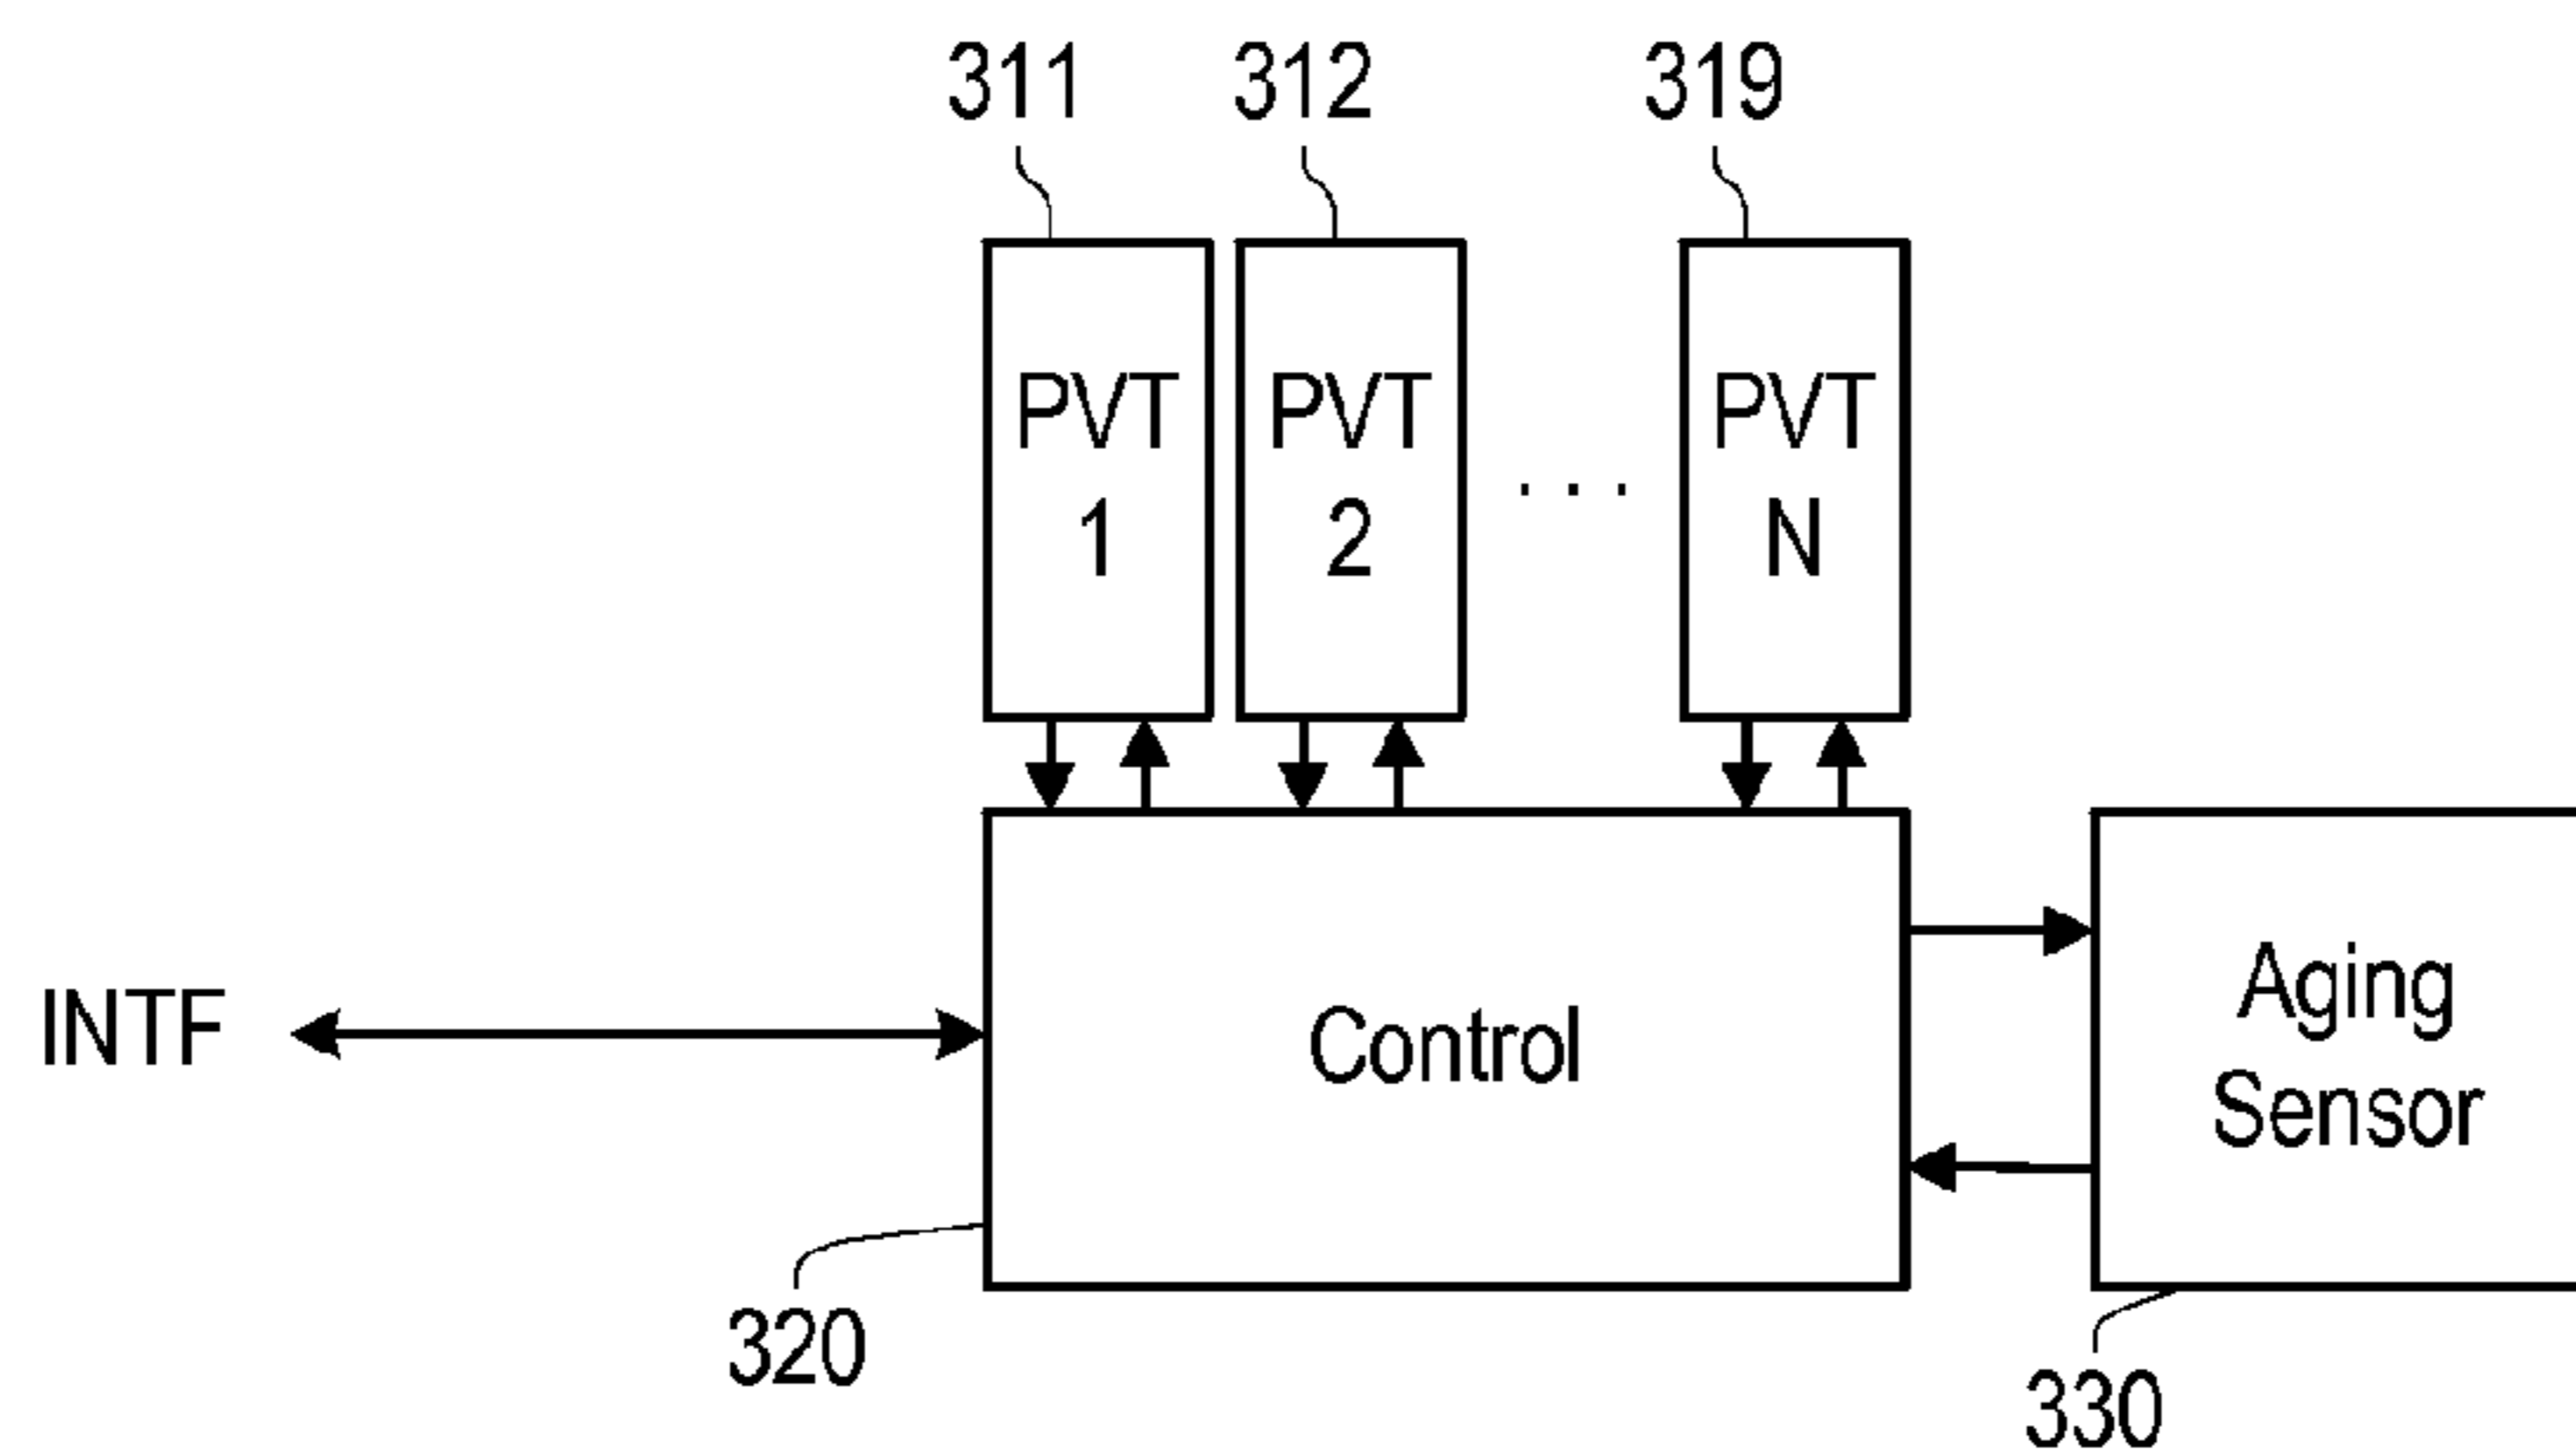 311 312 319
PVT PVT PVT
1 2 . . . N
INTF
Control
Aging
Sensor
320
330